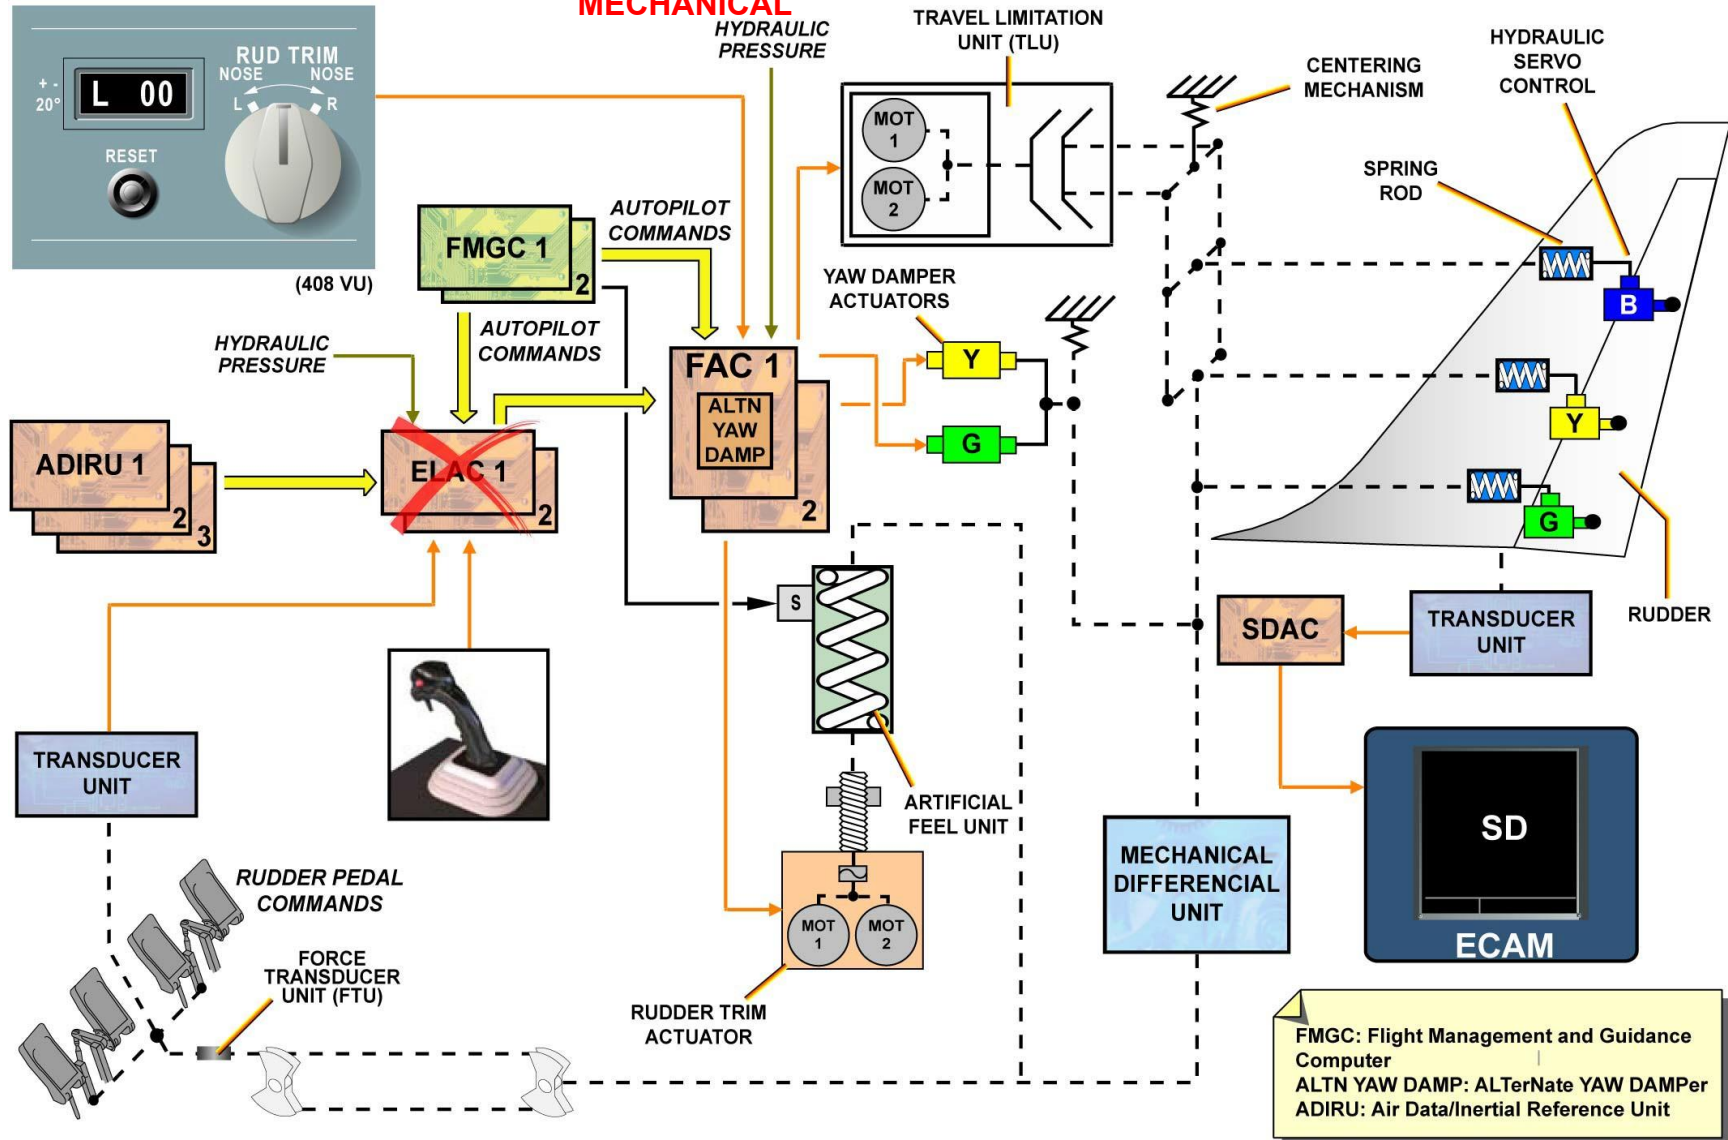 MECHANICAL
HYDRAULIC
PRESSURE
TRAVEL LIMITATION
UNIT (TLU)
CENTERING
MECHANISM
HYDRAULIC
SERVO
CONTROL
RUD TRIM
NOSE NOSE
L R
+ -
20°
L 00
RESET
(408 VU)
MOT
1
MOT
2
SPRING
ROD
AUTOPILOT
COMMANDS
FMGC 1
2
AUTOPILOT
COMMANDS
YAW DAMPER
ACTUATORS
HYDRAULIC
PRESSURE
FAC 1
ALTN
YAW
DAMP
2
Y
G
B
Y
G
ADIRU 1
2
3
ELAC 1
2
S
SDAC
TRANSDUCER
UNIT
RUDDER
TRANSDUCER
UNIT
ARTIFICIAL
FEEL UNIT
MECHANICAL
DIFFERENCIAL
UNIT
SD
ECAM
RUDDER PEDAL
COMMANDS
FORCE
TRANSDUCER
UNIT (FTU)
MOT
1
MOT
2
RUDDER TRIM
ACTUATOR
FMGC: Flight Management and Guidance
Computer
ALTN YAW DAMP: ALTerNate YAW DAMPer
ADIRU: Air Data/Inertial Reference Unit